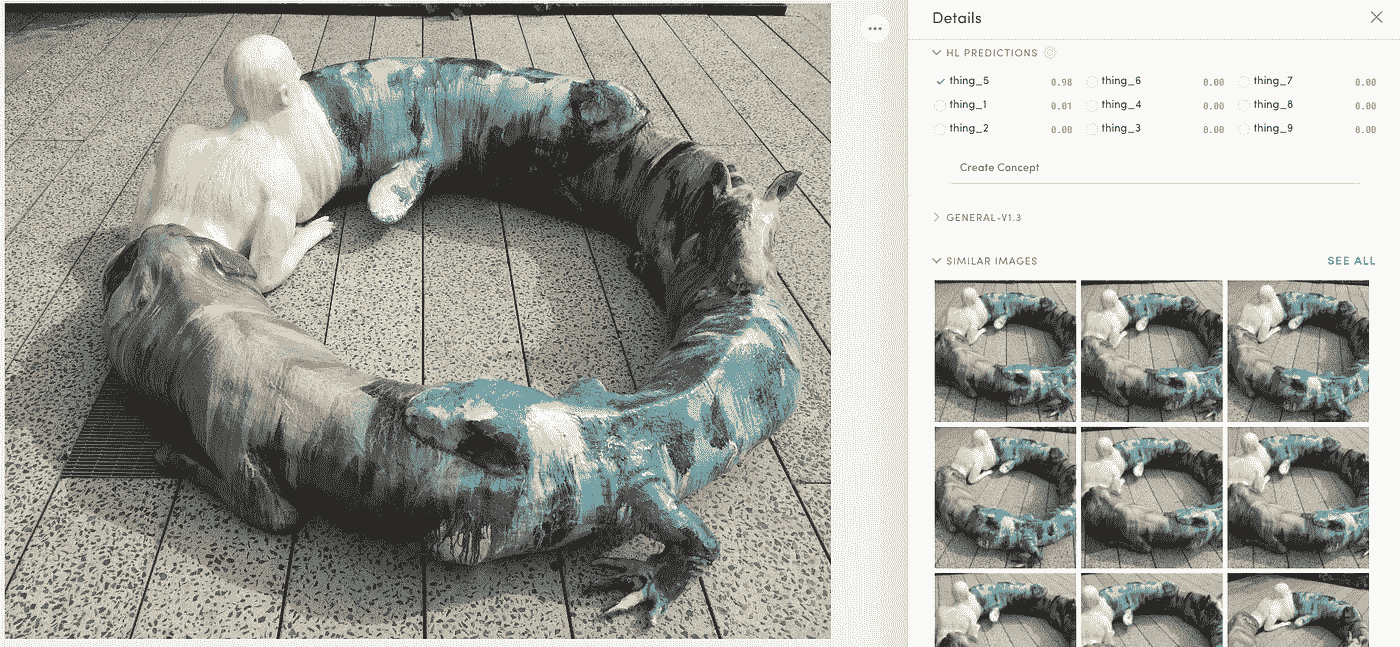 Details
HL PREDICTIONS
thing_5 0.98 thing_6 0.00 thing_7 0.00
thing_1 0.01 thing_4 0.00 thing_8 0.00
thing_2 0.00 thing_3 0.00 thing_9 0.00
Create Concept
GENERAL-V1.3
SIMILAR IMAGES SEE ALL